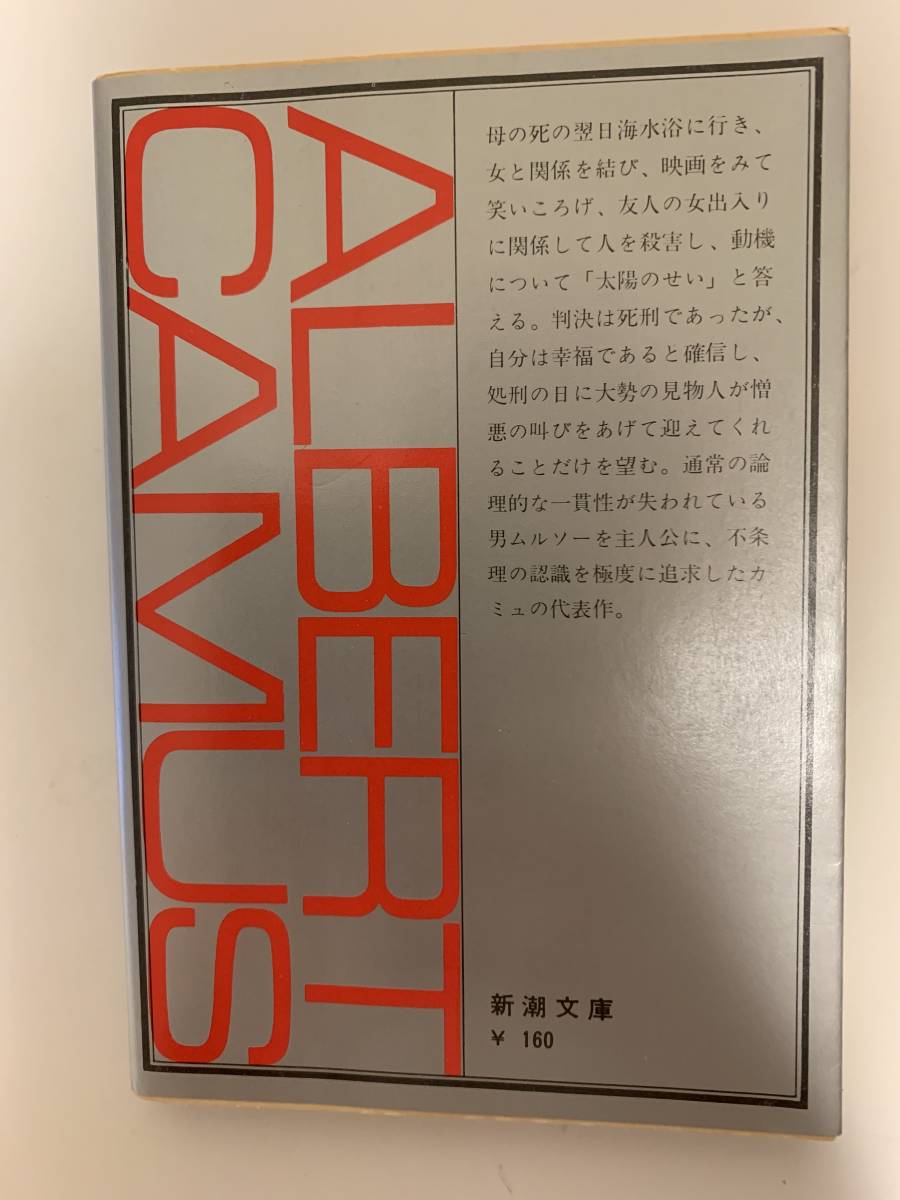 ALBERT
CAMUS
母の死の翌日海水浴に行き、
女と関係を結び、映画をみて
笑いころげ、友人の女出入り
に関係して人を殺害し、動機
について「太陽のせい」と答
える。判決は死刑であったが、
自分は幸福であると確信し、
処刑の日に大勢の見物人が憎
悪の叫びをあげて迎えてくれ
ることだけを望む。通常の論
理的な一貫性が失われている
男ムルソーを主人公に、不条
理の認識を極度に追求したカ
ミュの代表作。
新潮文庫
¥ 160